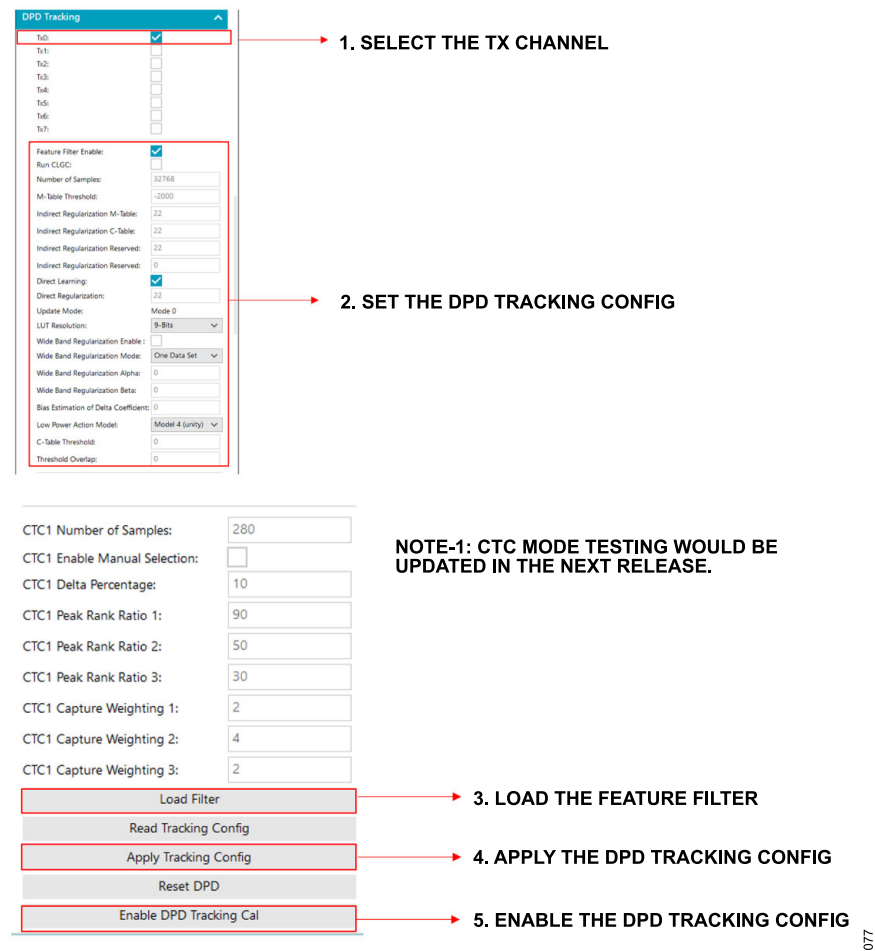 DPD Tracking
Tx0:
1. SELECT THE TX CHANNEL
Tx1:
Tx2:
Tx3:
Tx4:
Tx5:
Tx6:
Tx7:
Feature Filter Enable:
Run CLGC:
Number of Samples: 32768
M-Table Threshold: -2000
Indirect Regularization M-Table: 22
Indirect Regularization C-Table: 22
Indirect Regularization Reserved: 22
Indirect Regularization Reserved: 0
Direct Learning:
Direct Regularization: 22
2. SET THE DPD TRACKING CONFIG
Update Mode: Mode 0
LUT Resolution: 9-Bits
Wide Band Regularization Enable :
Wide Band Regularization Mode: One Data Set
Wide Band Regularization Alpha: 0
Wide Band Regularization Beta: 0
Bias Estimation of Delta Coefficient: 0
Low Power Action Model: Model 4 (unity)
C-Table Threshold: 0
Threshold Overlap: 0
CTC1 Number of Samples: 280
NOTE-1: CTC MODE TESTING WOULD BE
UPDATED IN THE NEXT RELEASE.
CTC1 Enable Manual Selection:
CTC1 Delta Percentage: 10
CTC1 Peak Rank Ratio 1: 90
CTC1 Peak Rank Ratio 2: 50
CTC1 Peak Rank Ratio 3: 30
CTC1 Capture Weighting 1: 2
CTC1 Capture Weighting 2: 4
CTC1 Capture Weighting 3: 2
Load Filter
3. LOAD THE FEATURE FILTER
Read Tracking Config
Apply Tracking Config
4. APPLY THE DPD TRACKING CONFIG
Reset DPD
Enable DPD Tracking Cal
5. ENABLE THE DPD TRACKING CONFIG
077